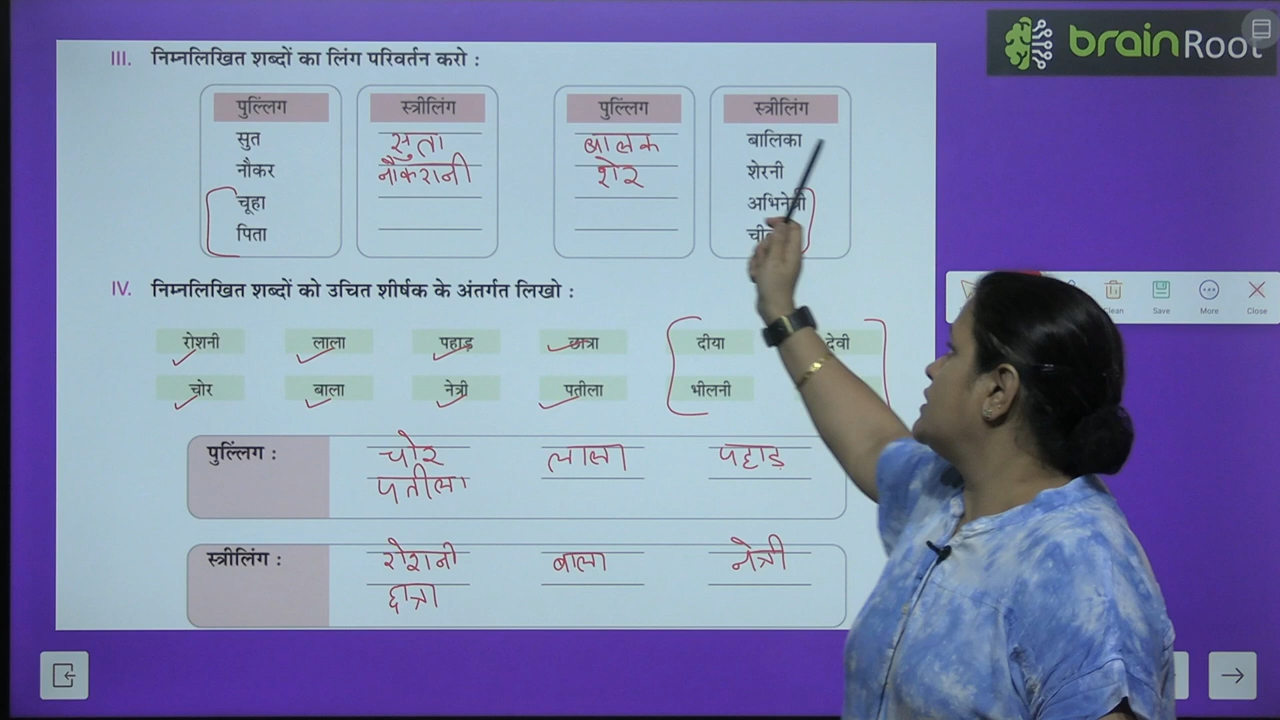 brainRoot
III. निम्नलिखित शब्दों का लिंग परिवर्तन करो :
पुल्लिंग स्त्रीलिंग पुल्लिंग स्त्रीलिंग
सुत सुता बालक बालिका
नौकर नौकरानी शेर शेरनी
चूहा
पिता
IV. निम्नलिखित शब्दों को उचित शीर्षक के अंतर्गत लिखो :
रोशनी लाला पहाड़ दीया देवी
चोर बाला नेत्री पतीला भीलनी
पुल्लिंग : चोर लाला पहाड़
पतीला
स्त्रीलिंग : रोशनी बाला नेत्री
छात्रा
Clean Save More Close